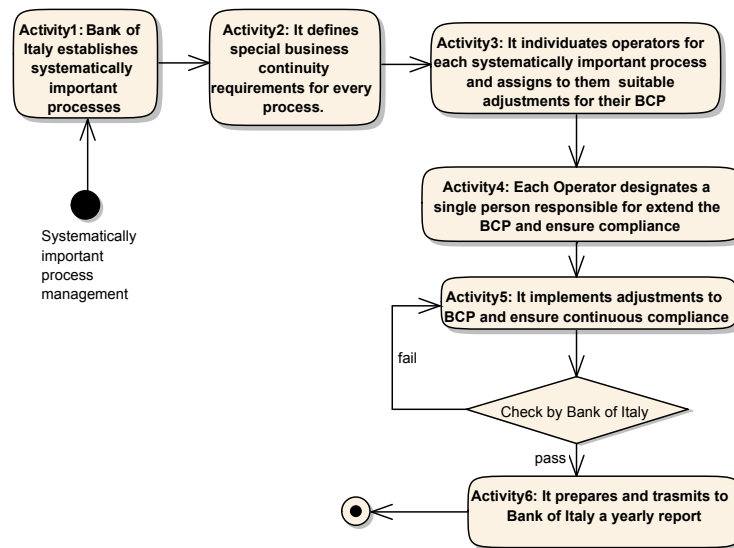 Activity1: Bank of
Italy establishes
systematically
important
processes
Activity2: It defines
special business
continuity
requirements for every
process.
Activity3: It individuates operators for
each systematically important process
and assigns to them suitable
adjustments for their BCP
Systematically
important
process
management
Activity4: Each Operator designates a
single person responsible for extend the
BCP and ensure compliance
Activity5: It implements adjustments to
BCP and ensure continuous compliance
fail
Check by Bank of Italy
pass
Activity6: It prepares and trasmits to
Bank of Italy a yearly report